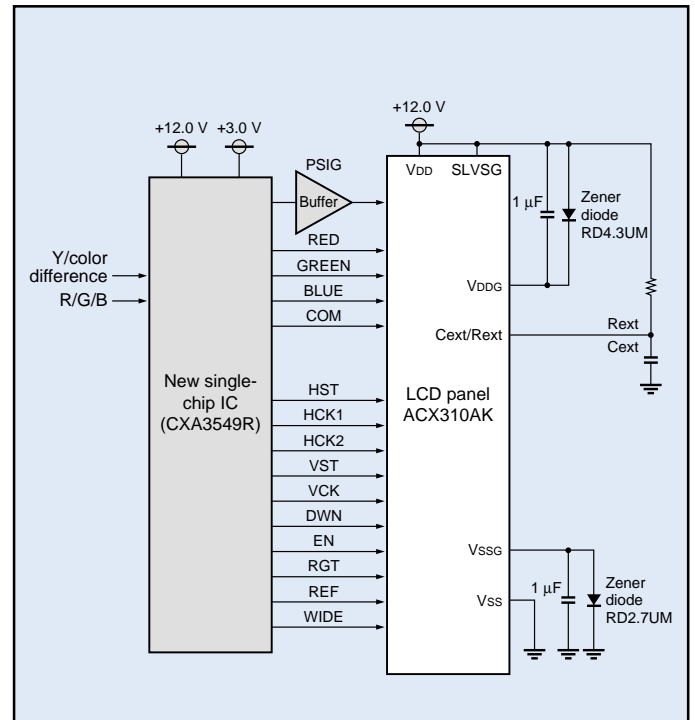 +12.0 V
+12.0 V +3.0 V
PSIG
Buffer
VDD SLVSG
1 μF
Zener
diode
RD4.3UM
Y/color
difference
R/G/B
RED
GREEN
BLUE
COM
VDDG
Cext/Rext
Rext
Cext
New single-
chip IC
(CXA3549R)
LCD panel
ACX310AK
HST
HCK1
HCK2
VST
VCK
DWN
EN
RGT
REF
WIDE
VSSG
VSS
1 μF
Zener
diode
RD2.7UM